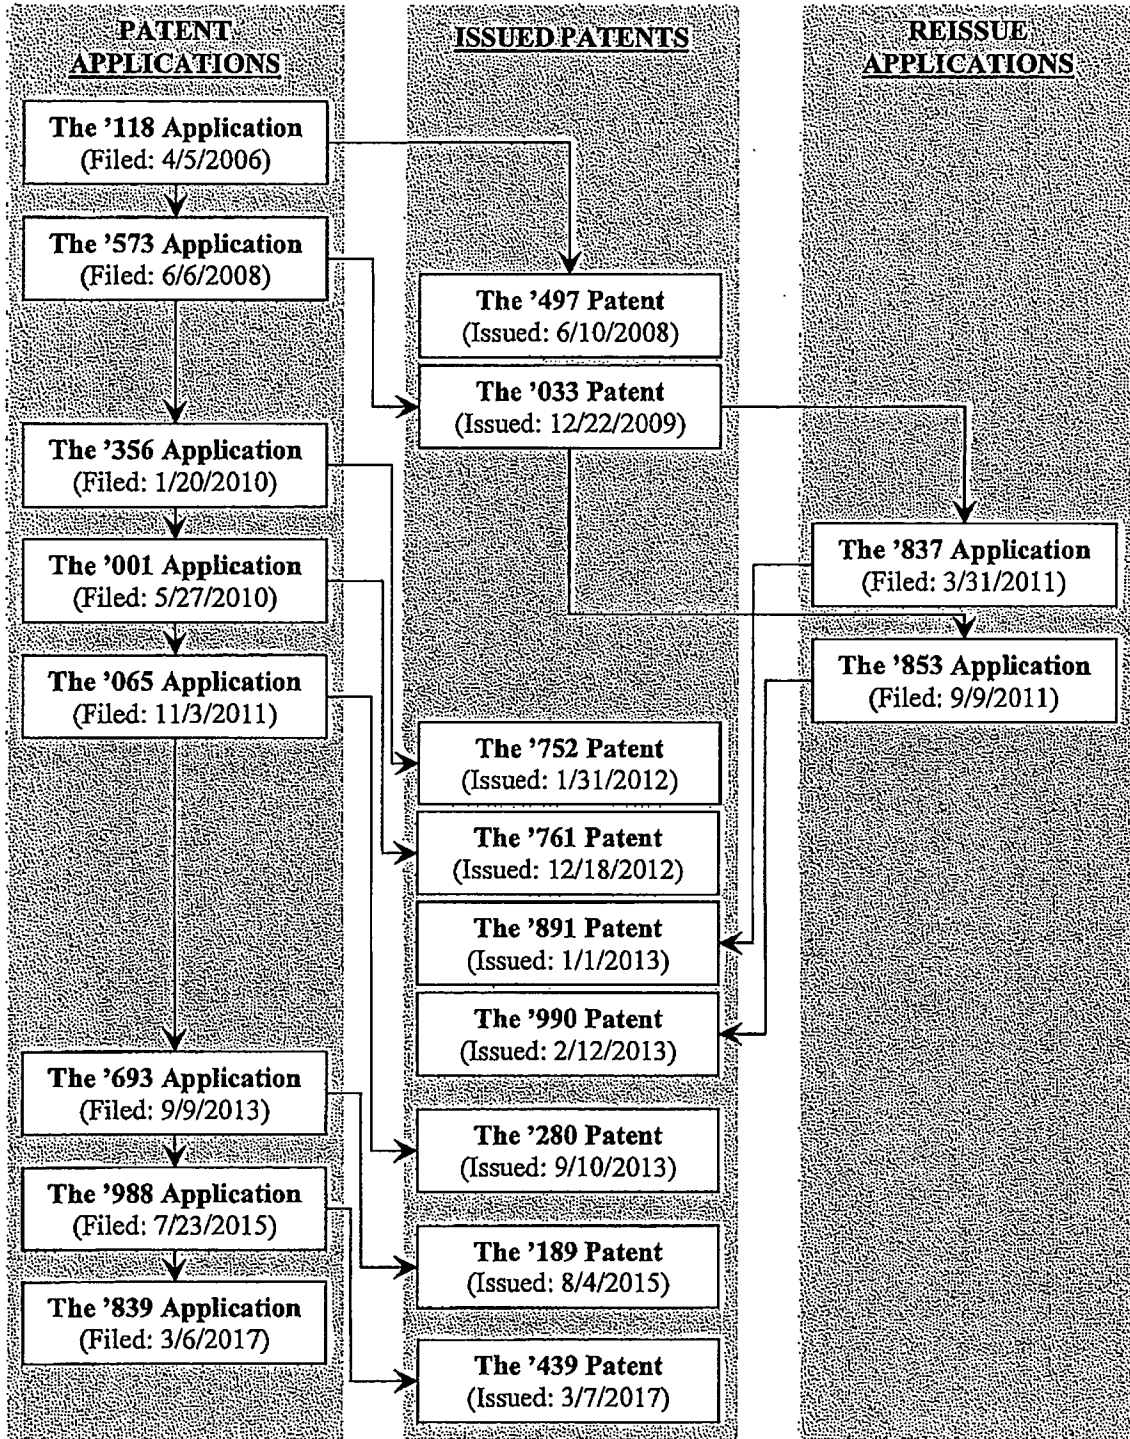 PATENT
APPLICATIONS
The ’118 Application
(Filed: 4/5/2006)
The ’573 Application
(Filed: 6/6/2008)
The ’356 Application
(Filed: 1/20/2010)
The ’001 Application
(Filed: 5/27/2010)
The ’065 Application
(Filed: 11/3/2011)
The ’693 Application
(Filed: 9/9/2013)
The ’988 Application
(Filed: 7/23/2015)
The ’839 Application
(Filed: 3/6/2017)
ISSUED PATENTS
The ’497 Patent
(Issued: 6/10/2008)
The ’033 Patent
(Issued: 12/22/2009)
The ’752 Patent
(Issued: 1/31/2012)
The ’761 Patent
(Issued: 12/18/2012)
The ’891 Patent
(Issued: 1/1/2013)
The ’990 Patent
(Issued: 2/12/2013)
The ’280 Patent
(Issued: 9/10/2013)
The ’189 Patent
(Issued: 8/4/2015)
The ’439 Patent
(Issued: 3/7/2017)
REISSUE
APPLICATIONS
The ’837 Application
(Filed: 3/31/2011)
The ’853 Application
(Filed: 9/9/2011)